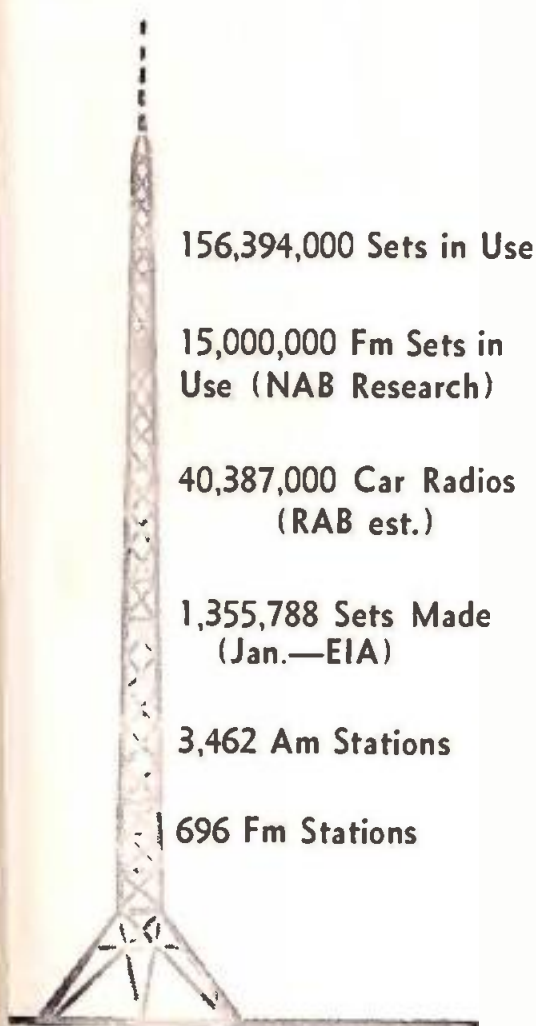 156,394,000 Sets in Use
15,000,000 Fm Sets in
Use (NAB Research)
40,387,000 Car Radios
(RAB est.)
1,355,788 Sets Made
(Jan.—EIA)
3,462 Am Stations
696 Fm Stations